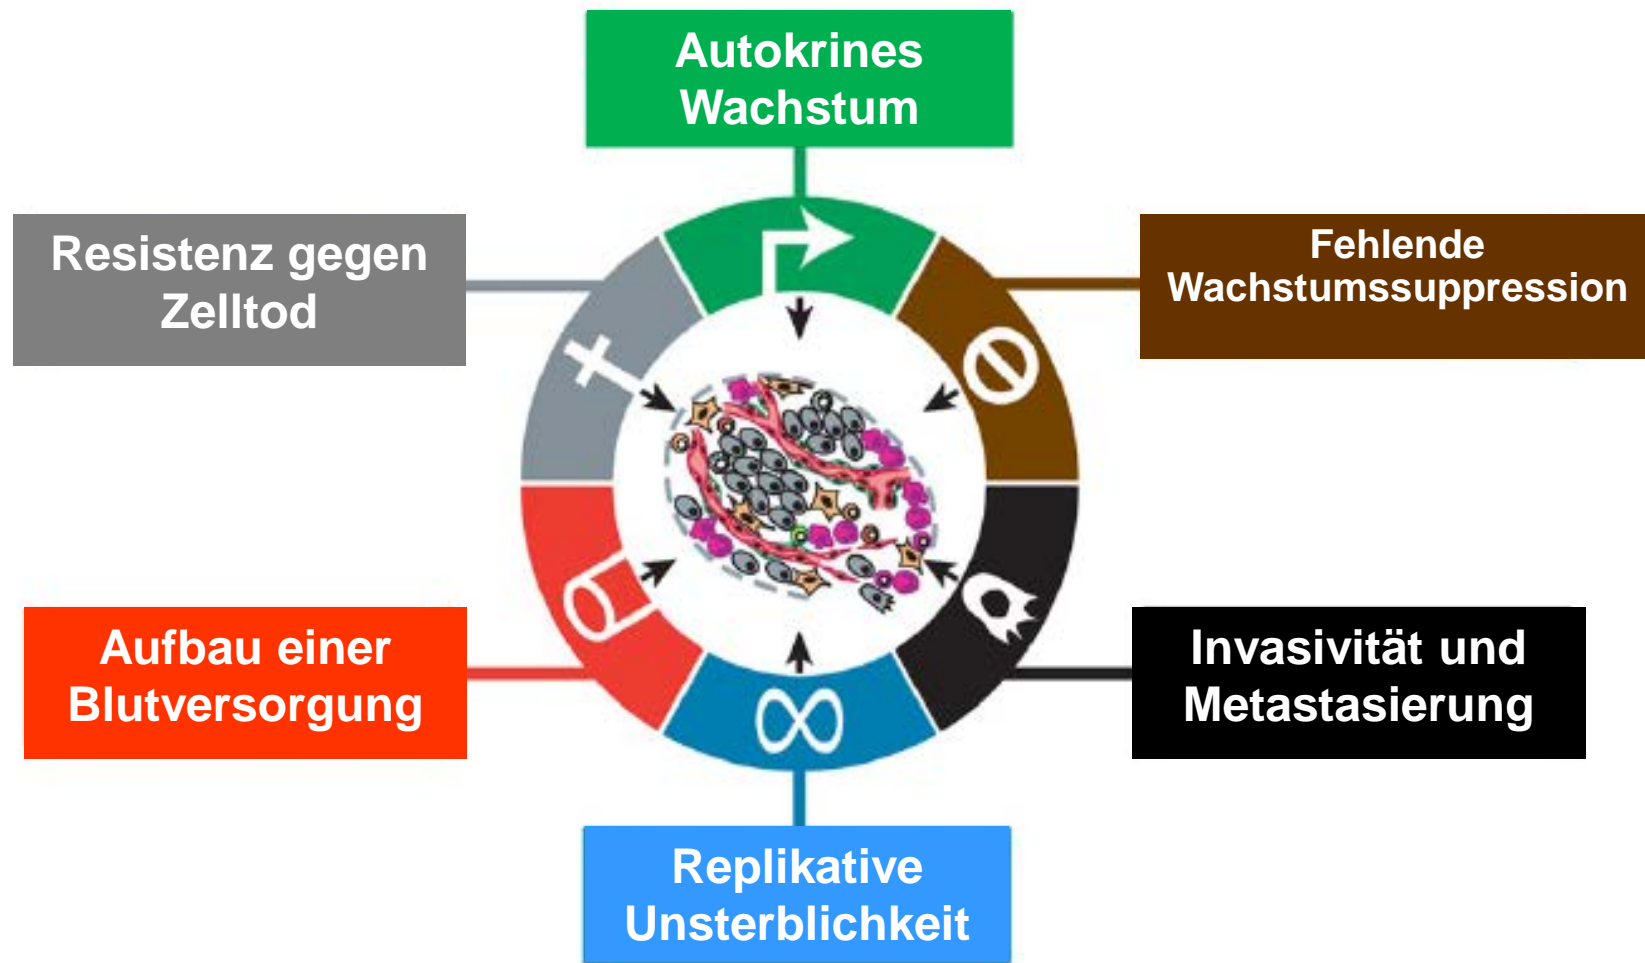 Autokrines
Wachstum
Resistenz gegen
Zelltod
Fehlende
Wachstumssuppression
Aufbau einer
Blutversorgung
Invasivität und
Metastasierung
Replikative
Unsterblichkeit